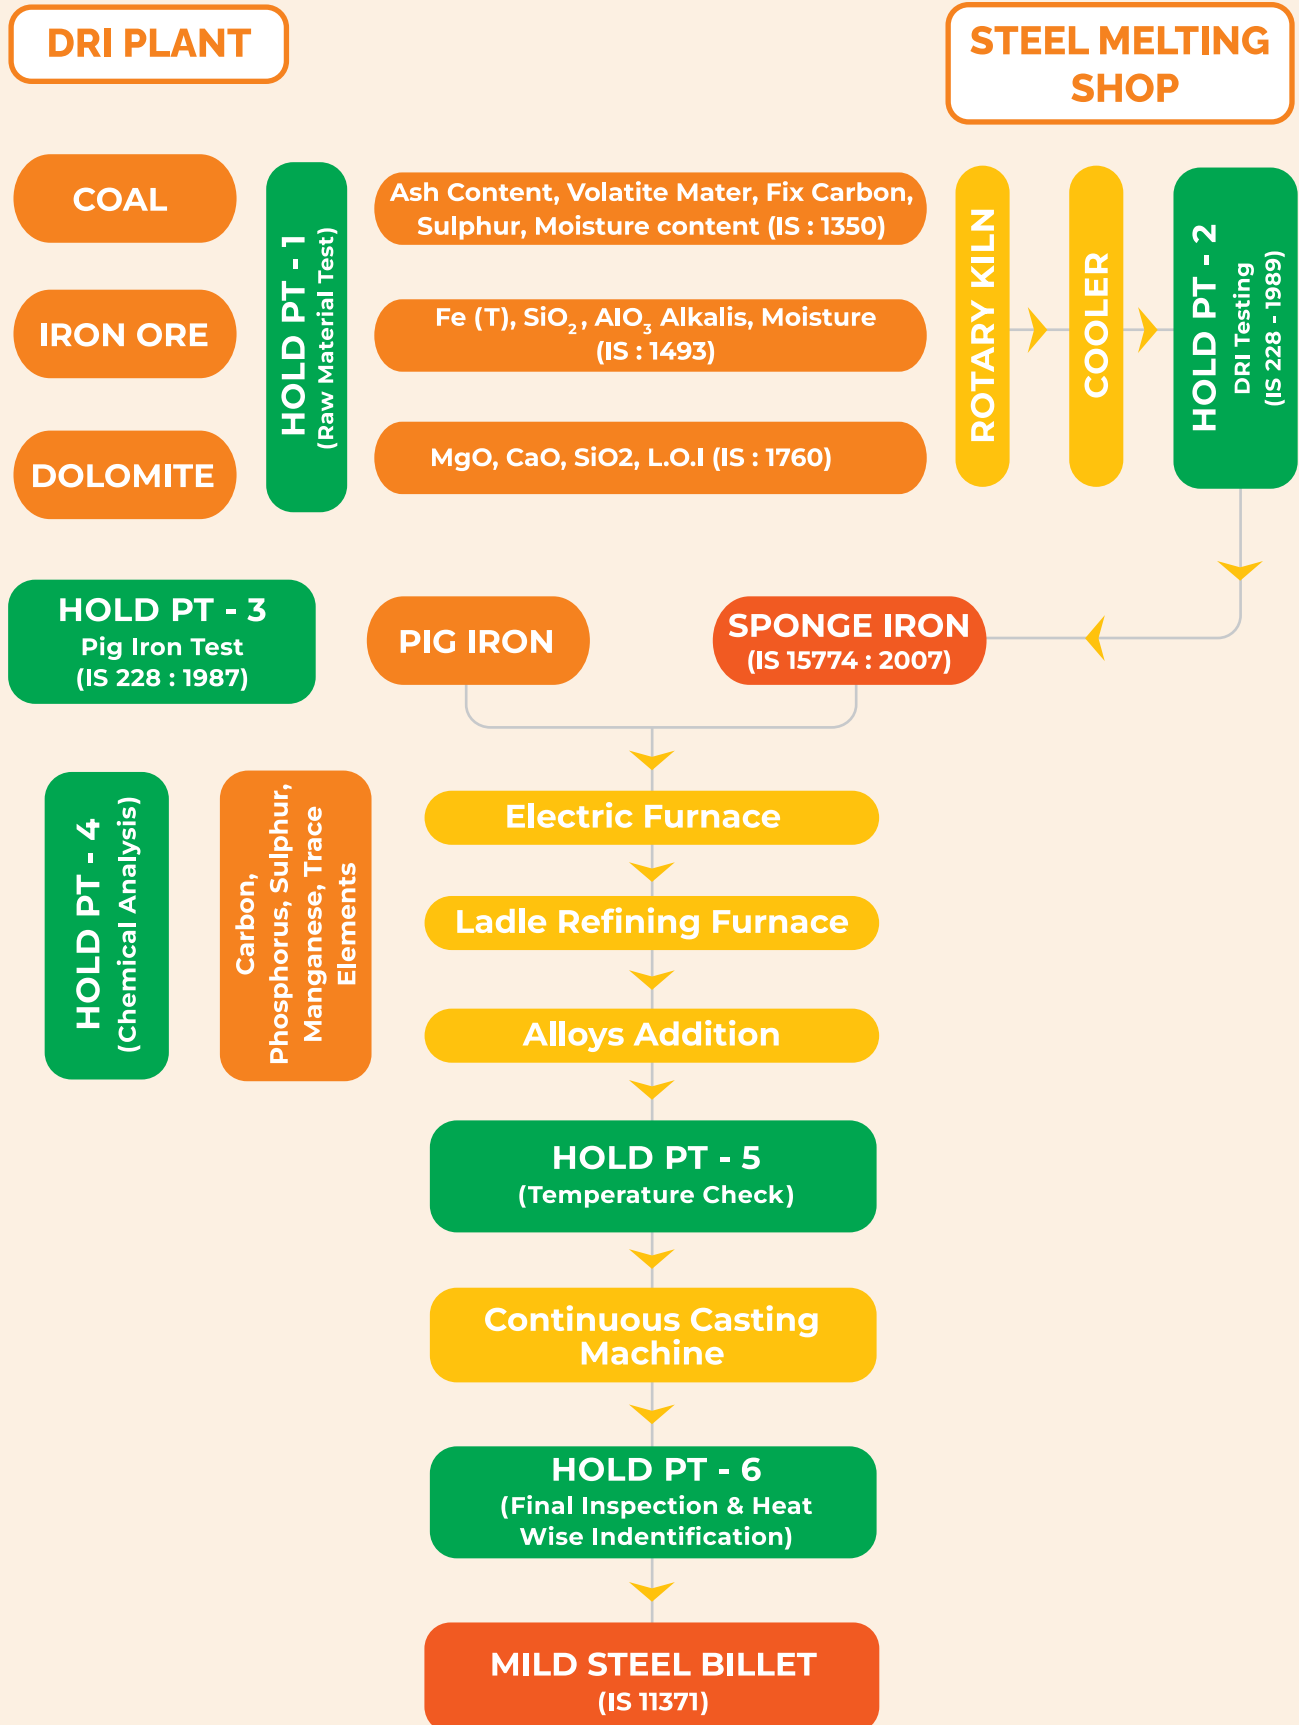 DRI PLANT
STEEL MELTING
SHOP
COAL
IRON ORE
DOLOMITE
HOLD PT - 1
(Raw Material Test)
Ash Content, Volatite Mater, Fix Carbon,
Sulphur, Moisture content (IS : 1350)
Fe (T), SiO₂, AIO₃ Alkalis, Moisture
(IS : 1493)
MgO, CaO, SiO2, L.O.I (IS : 1760)
ROTARY KILN
COOLER
HOLD PT - 2
DRI Testing
(IS 228 - 1989)
HOLD PT - 3
Pig Iron Test
(IS 228 : 1987)
PIG IRON
SPONGE IRON
(IS 15774 : 2007)
HOLD PT - 4
(Chemical Analysis)
Carbon,
Phosphorus, Sulphur,
Manganese, Trace
Elements
Electric Furnace
Ladle Refining Furnace
Alloys Addition
HOLD PT - 5
(Temperature Check)
Continuous Casting
Machine
HOLD PT - 6
(Final Inspection & Heat
Wise Indentification)
MILD STEEL BILLET
(IS 11371)